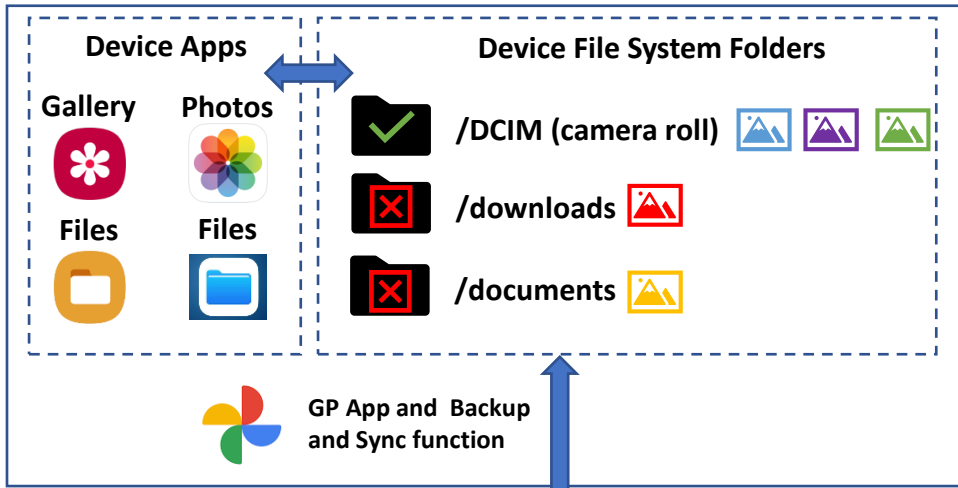 Device Apps
Device File System Folders
Gallery
Photos
Files
Files
/DCIM (camera roll)
/downloads
/documents
GP App and Backup
and Sync function